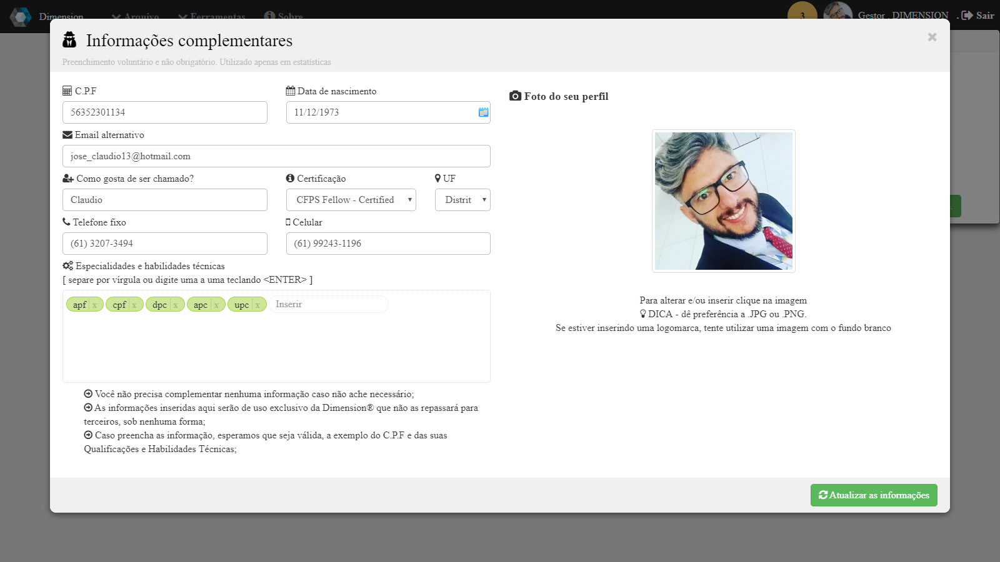 Dimension
Arquivo
Ferramentas
Sobre
3
Gestor . DIMENSION .
Sair
Informações complementares
×
Preenchimento voluntário e não obrigatório. Utilizado apenas em estatísticas
C.P.F
Data de nascimento
56352301134
11/12/1973
Email alternativo
jose_claudio13@hotmail.com
Como gosta de ser chamado?
Certificação
UF
Claudio
CFPS Fellow - Certified
Distrit
Telefone fixo
Celular
(61) 3207-3494
(61) 99243-1196
Especialidades e habilidades técnicas
[ separe por vírgula ou digite uma a uma teclando <ENTER> ]
apf x cpf x dpc x apc x upc x Inserir
Você não precisa complementar nenhuma informação caso não ache necessário;
As informações inseridas aqui serão de uso exclusivo da Dimension® que não as repassará para
terceiros, sob nenhuma forma;
Caso preencha as informação, esperamos que seja válida, a exemplo do C.P.F e das suas
Qualificações e Habilidades Técnicas;
Foto do seu perfil
Para alterar e/ou inserir clique na imagem
DICA - dê preferência a .JPG ou .PNG.
Se estiver inserindo uma logomarca, tente utilizar uma imagem com o fundo branco
Atualizar as informações